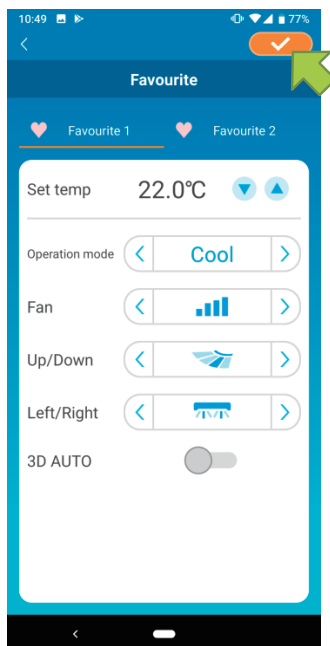 10:49 77%
Favourite
Favourite 1 Favourite 2
Set temp 22.0℃
Operation mode Cool
Fan
Up/Down
Left/Right
3D AUTO